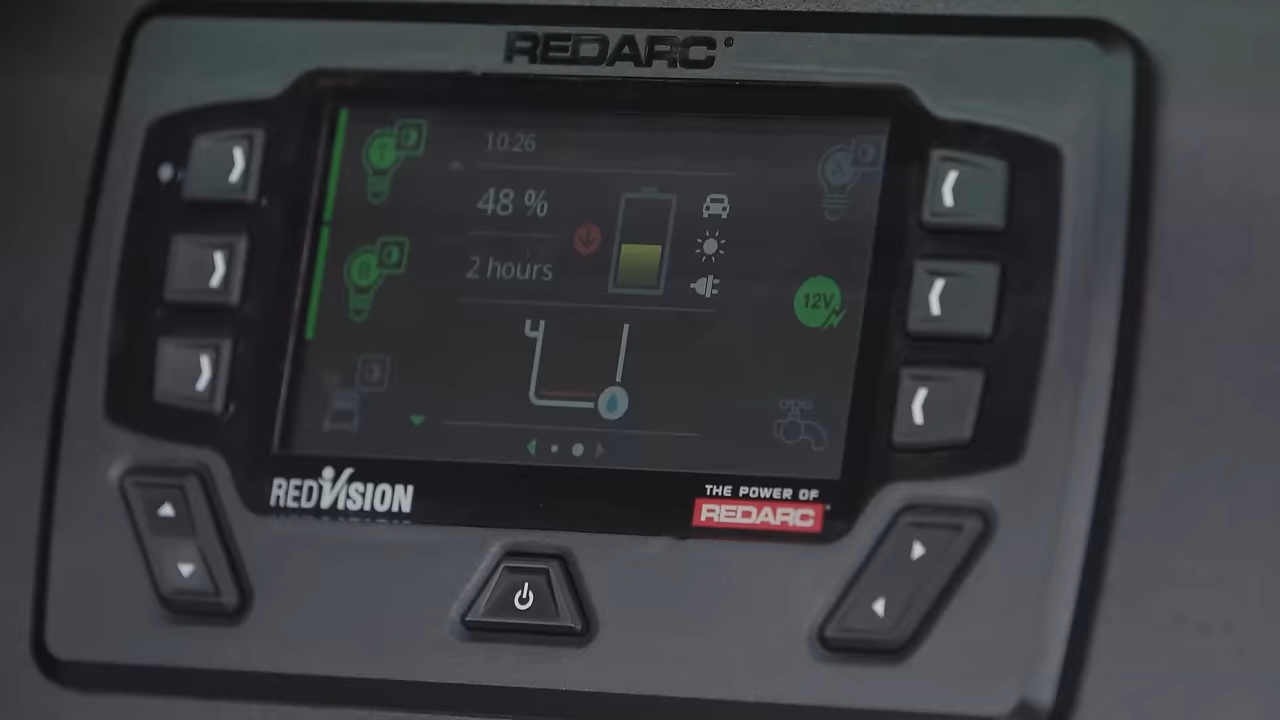 REDARC
10:26
48 %
2 hours
12V
REDVISION
THE POWER OF
REDARC